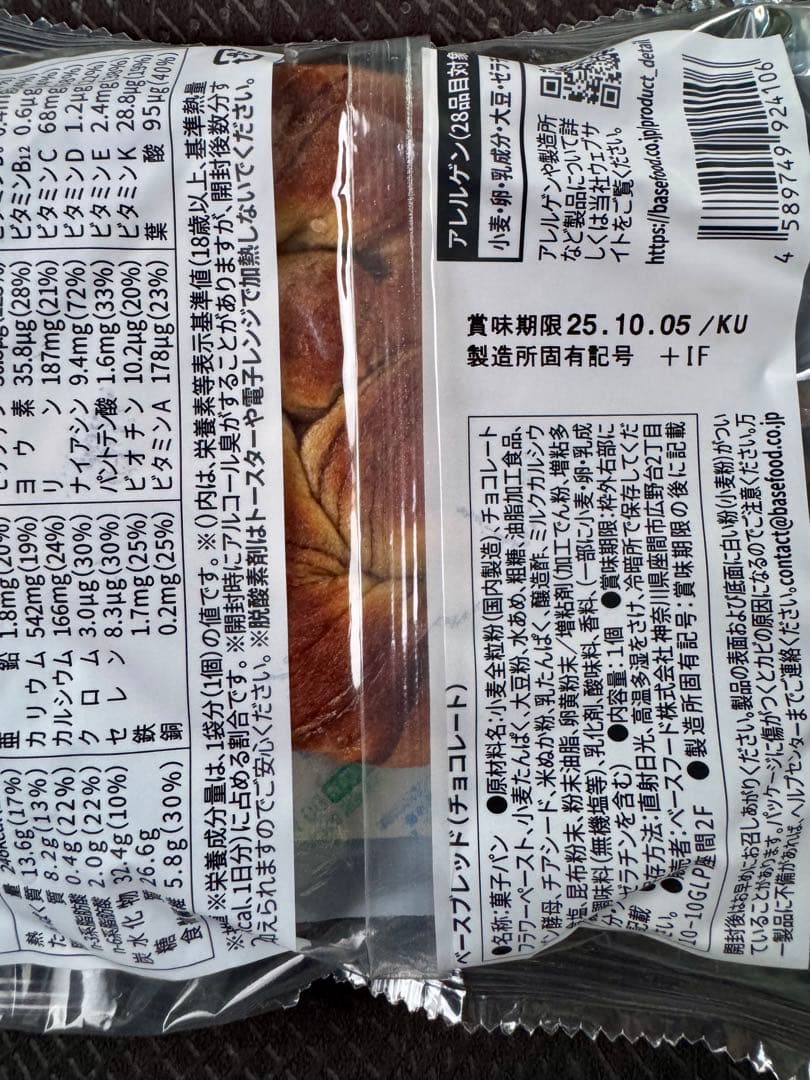 ベースブレッド(チョコレート)
●名称:菓子パン ●原材料名:小麦全粒粉(国内製造)、チョコレート
フラワーペースト、小麦たんぱく、大豆粉、水あめ、粗糖、油脂加工食品、
ン酵母、チアシード、米ぬか粉、乳たんぱく、醸造酢、ミルクカルシウ
塩、昆布粉末、粉末油脂、卵黄粉末/増粘剤(加工でん粉、増粘多
調味料(無機塩等)、乳化剤、酸味料、香料、(一部に小麦・卵・乳成
ゼラチンを含む) ●内容量:1個 ●賞味期限:枠外右部に
記載
存方法:直射日光、高温多湿をさけ、冷暗所で保存してくだ
い。
売者:ベースフード株式会社 神奈川県座間市広野台2丁目
10-10GLP座間2F ●製造所固有記号:賞味期限の後に記載
開封後はお早めにお召しあがりください。製品の表面および底面に白い粉(小麦粉)がつい
ていることがあります。パッケージに傷がつくとカビの原因になるのでご注意ください。万
一製品に不備があれば、ヘルプセンターまでご連絡ください。contact@basefood.co.jp
賞味期限25.10.05/KU
製造所固有記号 +IF
アレルゲン(28品目対象
小麦・卵・乳成分・大豆・ゼラ
アレルゲンや製造所
など製品について詳
しくは当社ウェブサ
イトをご覧ください。
https://basefood.co.jp/product_detail
4 589749 924106
熱 量
たんぱく質 13.6g(17%)
脂 質 8.2g(13%)
n-3系脂肪酸 0.4g(22%)
n-6系脂肪酸 2.0g(22%)
炭水化物 32.4g(10%)
糖 質 26.6g
食物繊維 5.8g(30%)
亜 鉛 1.8mg(20%)
カリウム 542mg(19%)
カルシウム 166mg(24%)
クロム 3.0μg(30%)
セレン 8.3μg(30%)
鉄 1.7mg(25%)
銅 0.2mg(25%)
ヨウ素 35.8μg(28%)
リン 187mg(21%)
ナイアシン 9.4mg(72%)
パントテン酸 1.6mg(33%)
ビオチン 10.2μg(20%)
ビタミンA 178μg(23%)
ビタミンB12 0.6μg
ビタミンC 68mg
ビタミンD 1.2μg
ビタミンE 2.4mg
ビタミンK 28.8μg(19%)
葉酸 95μg(40%)
※栄養成分量は、1袋分(1個)の値です。※()内は、栄養素等表示基準値(18歳以上、基準熱量
kcal、1日分)に占める割合です。※開封時にアルコール臭がすることがありますが、開封後数分す
加えられますのでご安心ください。※脱酸素剤はトースターや電子レンジで加熱しないでください。